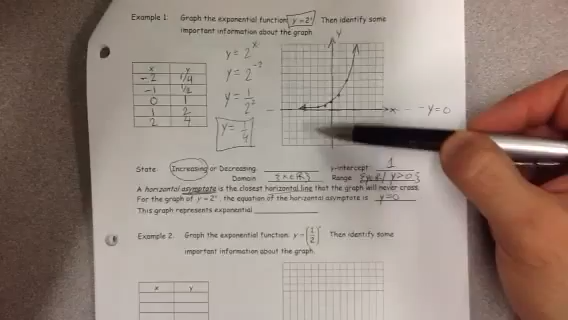 Example 1: Graph the exponential function y = 2ˣ. Then identify some
important information about the graph.
y
x y
-2 1/4
-1 1/2
0 1
1 2
2 4
y = 2ˣ
y = 2⁻²
y = 1/2²
y = 1/4
x
y=0
State Increasing or Decreasing. y-intercept: 1
Domain {x∈ℝ} Range {y∈ℝ| y>0}
A horizontal asymptote is the closest horizontal line that the graph will never cross.
For the graph of y = 2ˣ, the equation of the horizontal asymptote is y=0
This graph represents exponential
Example 2: Graph the exponential function: y = (1/2)ˣ Then identify some
important information about the graph.
x y